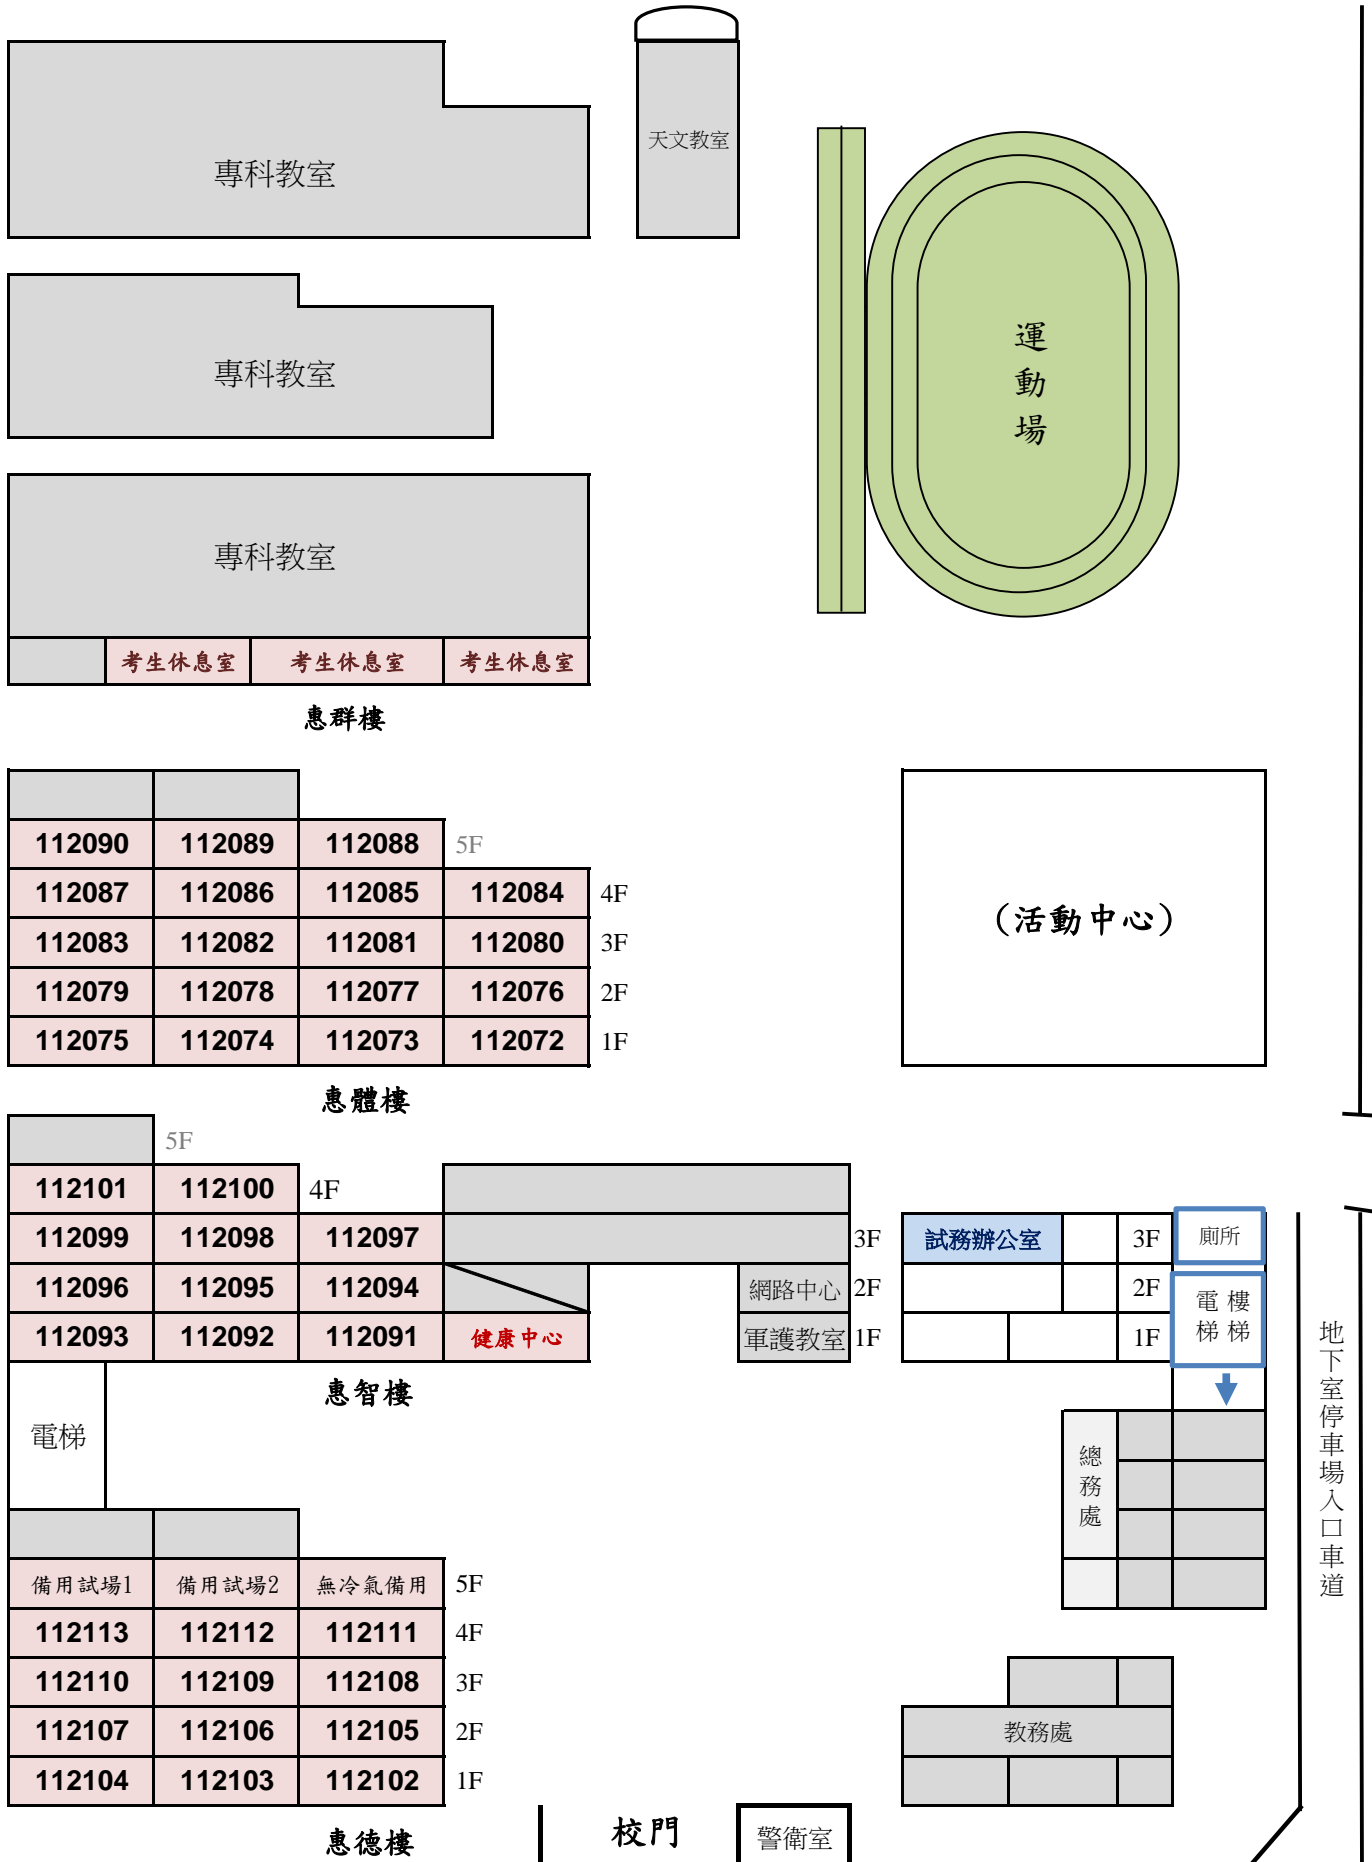 天文教室
專科教室
運動場
專科教室
專科教室
考生休息室 考生休息室 考生休息室
惠群樓
112090 112089 112088 5F
112087 112086 112085 112084 4F
112083 112082 112081 112080 3F
112079 112078 112077 112076 2F
112075 112074 112073 112072 1F
(活動中心)
惠體樓
5F
112101 112100 4F
112099 112098 112097 3F 試務辦公室 3F 廁所
112096 112095 112094 網路中心 2F 2F
112093 112092 112091 健康中心 軍護教室 1F 1F
電梯 樓梯
惠智樓
電梯
總務處
地下室停車場入口車道
備用試場1 備用試場2 無冷氣備用 5F
112113 112112 112111 4F
112110 112109 112108 3F
112107 112106 112105 2F
112104 112103 112102 1F
教務處
惠德樓
校門
警衛室